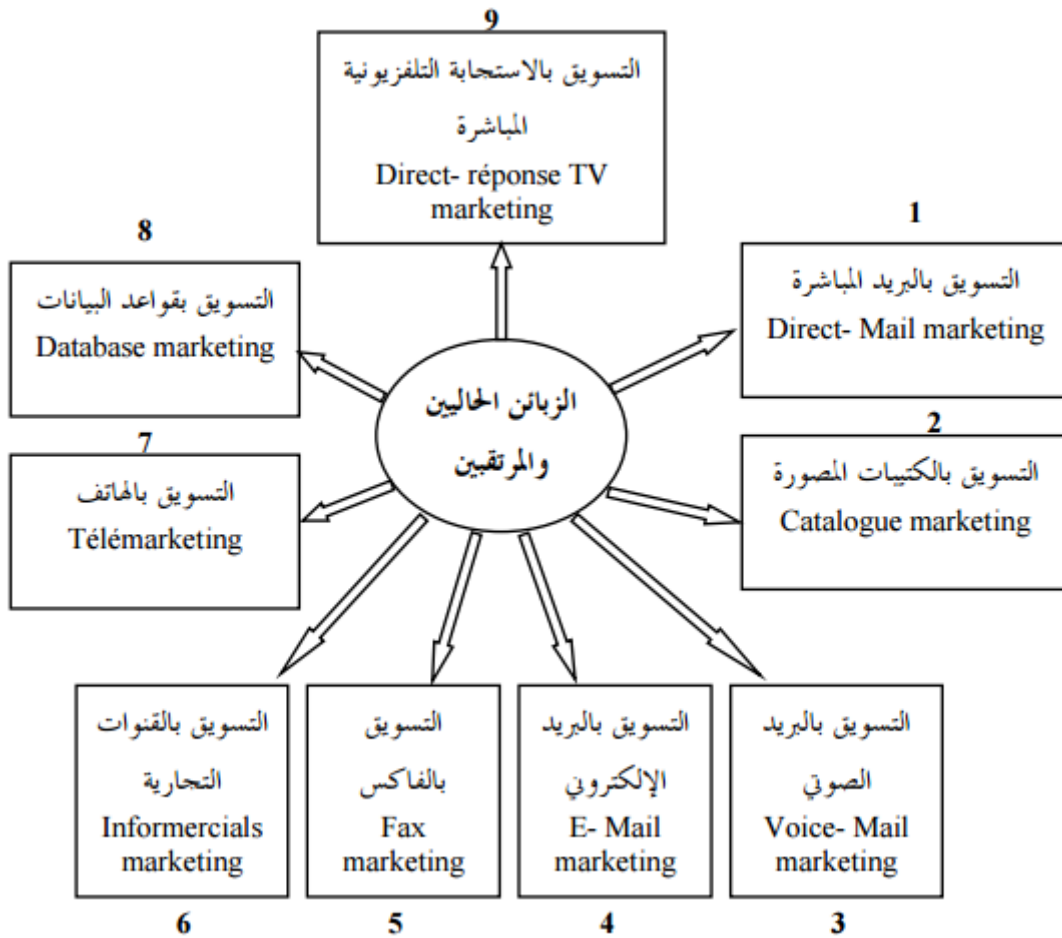 9
التسويق بالاستجابة التلفزيونية
المباشرة
Direct- réponse TV
marketing
8
التسويق بقواعد البيانات
Database marketing
1
التسويق بالبريد المباشرة
Direct- Mail marketing
الزبائن الحاليين
والمرتقبين
7
التسويق بالهاتف
Télémarketing
2
التسويق بالكتيبات المصورة
Catalogue marketing
التسويق بالقنوات
التجارية
Informercials
marketing
6
التسويق
بالفاكس
Fax
marketing
5
التسويق بالبريد
الإلكتروني
E- Mail
marketing
4
التسويق بالبريد
الصوتي
Voice- Mail
marketing
3